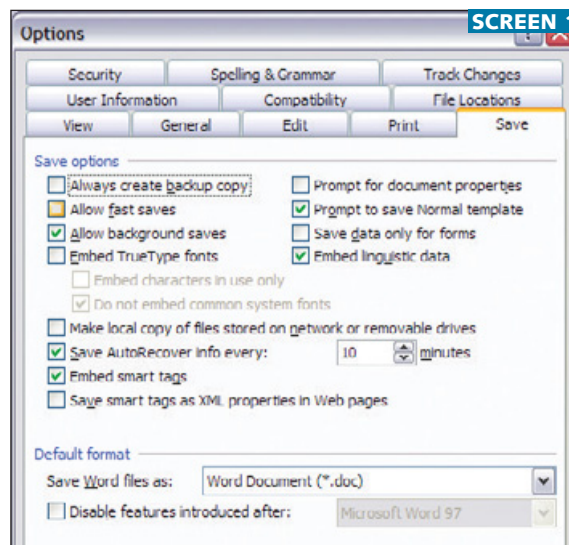 SCREEN 1
Options
Security Spelling & Grammar Track Changes
User Information Compatibility File Locations
View General Edit Print Save
Save options
Always create backup copy Prompt for document properties
Allow fast saves Prompt to save Normal template
Allow background saves Save data only for forms
Embed TrueType fonts Embed linguistic data
Embed characters in use only
Do not embed common system fonts
Make local copy of files stored on network or removable drives
Save AutoRecover info every: 10 minutes
Embed smart tags
Save smart tags as XML properties in Web pages
Default format
Save Word files as: Word Document (*.doc)
Disable features introduced after: Microsoft Word 97